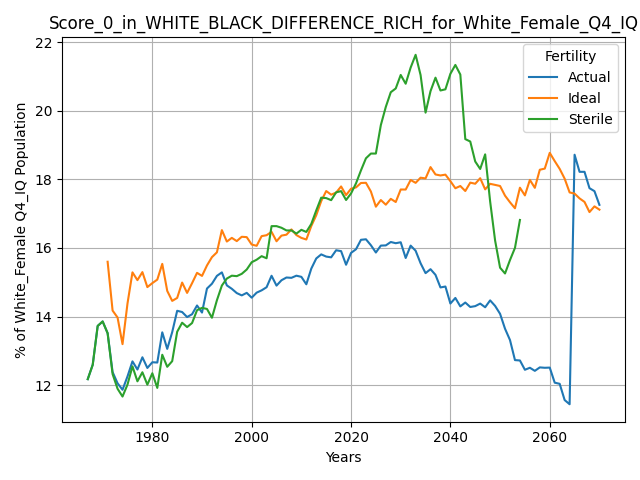 Score_0_in_WHITE_BLACK_DIFFERENCE_RICH_for_White_Female_Q4_IQ
22
20
18
16
14
12
% of White_Female Q4_IQ Population
Fertility
Actual
Ideal
Sterile
1980
2000
2020
2040
2060
Years